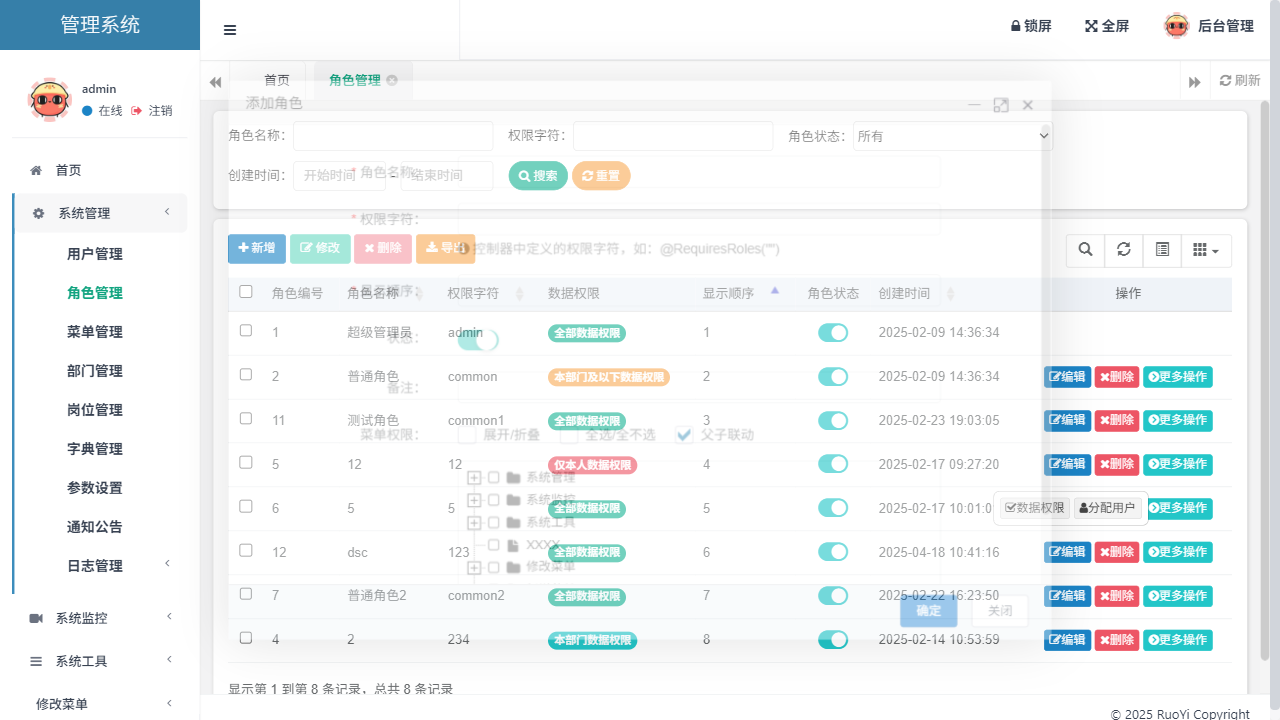 管理系统
锁屏
全屏
后台管理
admin
在线
注销
首页
系统管理
用户管理
角色管理
菜单管理
部门管理
岗位管理
字典管理
参数设置
通知公告
日志管理
系统监控
系统工具
修改菜单
首页
角色管理
刷新
添加角色
角色名称：
权限字符：
角色状态：
所有
创建时间：
开始时间
-
结束时间
搜索
重置
* 角色名称：
* 权限字符：
控制器中定义的权限字符，如：@RequiresRoles("")
* 显示顺序：
状态：
备注：
菜单权限：
展开/折叠
全选/全不选
父子联动
系统管理
系统监控
系统工具
XXXX
修改菜单
确定
关闭
新增
修改
删除
导出
角色编号 角色名称 权限字符 数据权限 显示顺序 角色状态 创建时间 操作
1 超级管理员 admin 全部数据权限 1 2025-02-09 14:36:34
2 普通角色 common 本部门及以下数据权限 2 2025-02-09 14:36:34 编辑 删除 更多操作
11 测试角色 common1 全部数据权限 3 2025-02-23 19:03:05 编辑 删除 更多操作
5 12 12 仅本人数据权限 4 2025-02-17 09:27:20 编辑 删除 更多操作
6 5 5 全部数据权限 5 2025-02-17 10:01:0 数据权限 分配用户 更多操作
12 dsc 123 全部数据权限 6 2025-04-18 10:41:16 编辑 删除 更多操作
7 普通角色2 common2 全部数据权限 7 2025-02-22 16:23:50 编辑 删除 更多操作
4 2 234 本部门数据权限 8 2025-02-14 10:53:59 编辑 删除 更多操作
显示第 1 到第 8 条记录，总共 8 条记录
© 2025 RuoYi Copyright